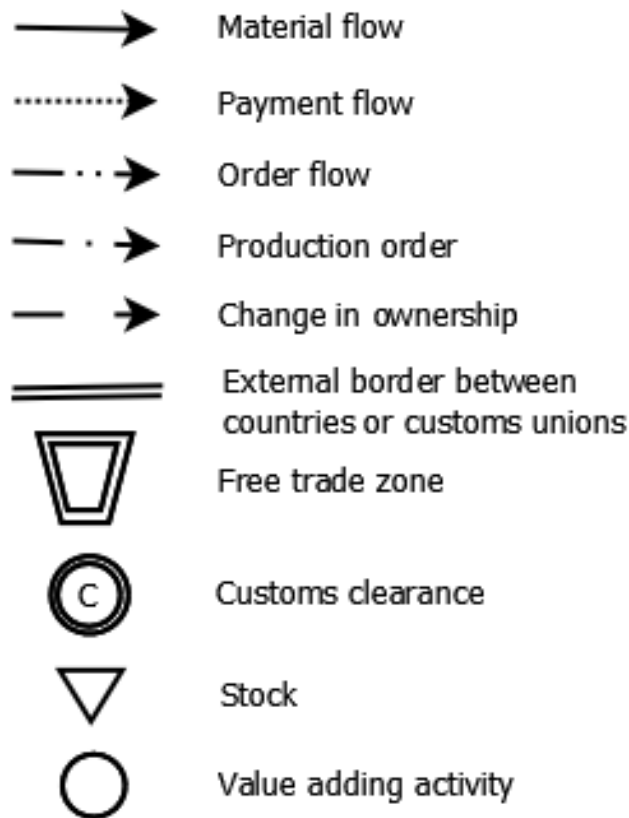 Material flow
Payment flow
Order flow
Production order
Change in ownership
External border between
countries or customs unions
Free trade zone
C
Customs clearance
Stock
Value adding activity